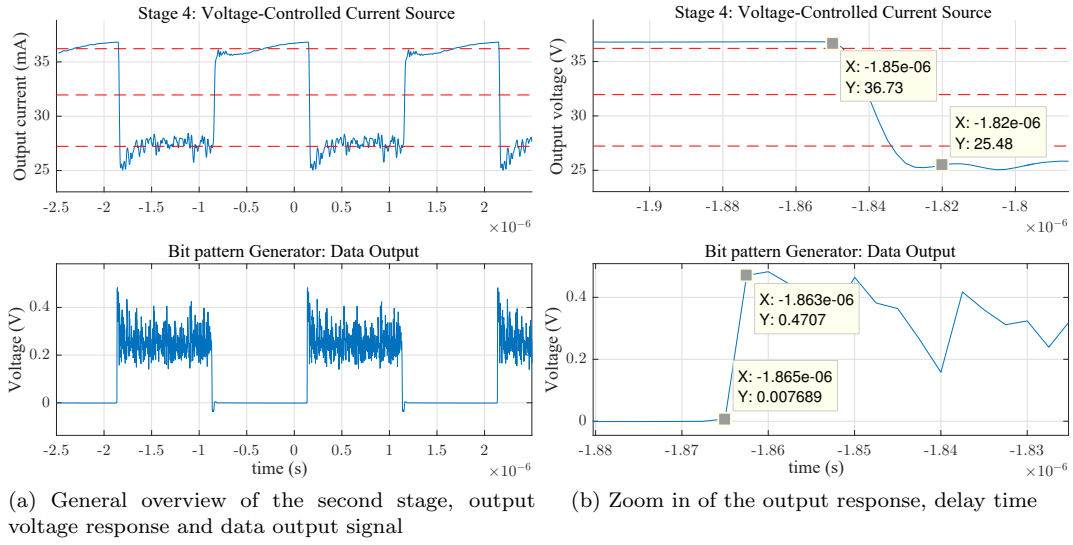 Stage 4: Voltage-Controlled Current Source
Output current (mA)
35
30
25
-2.5 -2 -1.5 -1 -0.5 0 0.5 1 1.5 2 2.5
×10⁻⁶
Bit pattern Generator: Data Output
Voltage (V)
0.4
0.2
0
-2.5 -2 -1.5 -1 -0.5 0 0.5 1 1.5 2 2.5
time (s)
×10⁻⁶
(a) General overview of the second stage, output
voltage response and data output signal
Stage 4: Voltage-Controlled Current Source
Output voltage (V)
35
30
25
X: -1.85e-06
Y: 36.73
X: -1.82e-06
Y: 25.48
-1.9 -1.88 -1.86 -1.84 -1.82 -1.8
×10⁻⁶
Bit pattern Generator: Data Output
Voltage (V)
0.4
0.2
0
X: -1.863e-06
Y: 0.4707
X: -1.865e-06
Y: 0.007689
-1.88 -1.87 -1.86 -1.85 -1.84 -1.83
time (s)
×10⁻⁶
(b) Zoom in of the output response, delay time